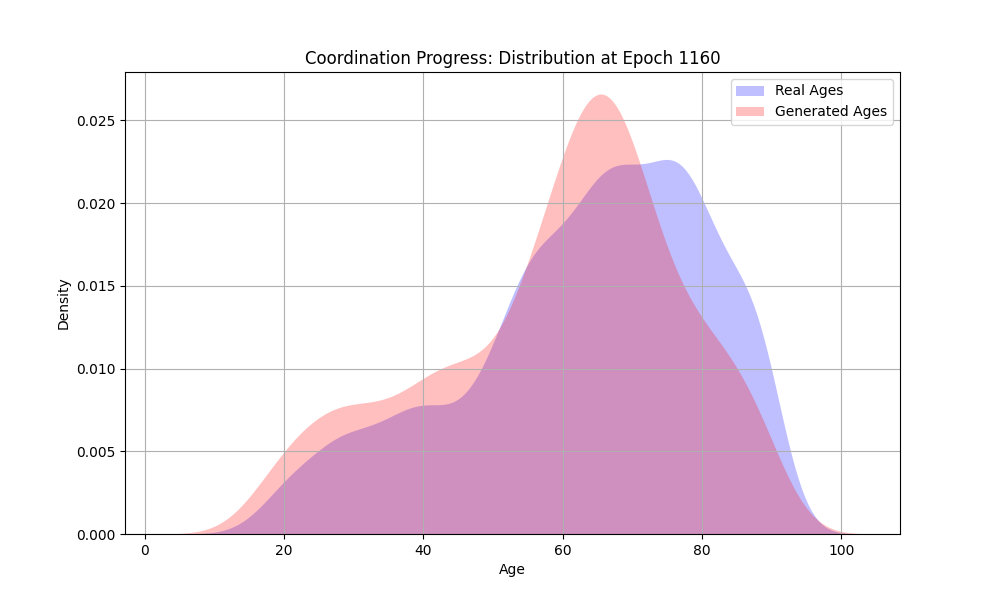 Coordination Progress: Distribution at Epoch 1160
Real Ages
Generated Ages
0.025
0.020
0.015
0.010
0.005
0.000
Density
0 20 40 60 80 100
Age